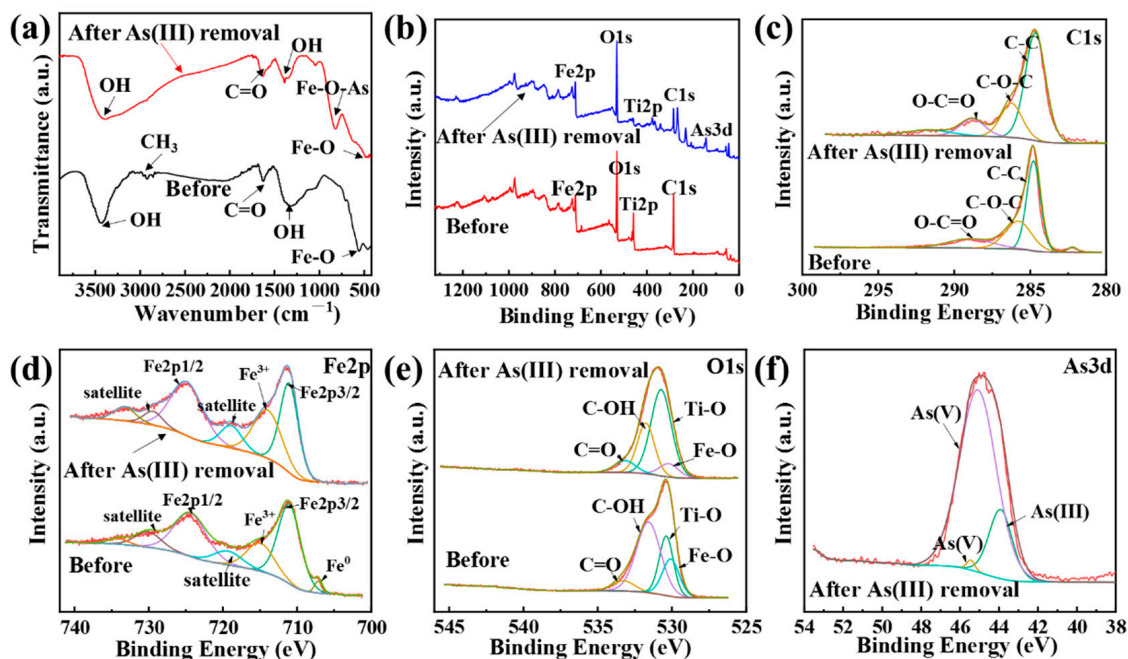 (a)
After As(III) removal
OH
OH
C=O
Fe-O-As
Fe-O
CH₃
Before
OH
C=O
OH
Fe-O
Transmittance (a.u.)
3500 3000 2500 2000 1500 1000 500
Wavenumber (cm⁻¹)
(b)
O1s
Fe2p
Ti2p
C1s
After As(III) removal
As3d
O1s
Fe2p
Ti2p
C1s
Before
Intensity (a.u.)
1200 1000 800 600 400 200 0
Binding Energy (eV)
(c)
C1s
C-C
C-O-C
O-C=O
After As(III) removal
C-C
C-O-C
O-C=O
Before
Intensity (a.u.)
300 295 290 285 280
Binding Energy (eV)
(d)
Fe2p
Fe2p1/2
Fe³⁺
satellite
satellite
Fe2p3/2
After As(III) removal
Fe2p1/2
Fe2p3/2
satellite
Fe³⁺
satellite
Fe⁰
Before
Intensity (a.u.)
740 730 720 710 700
Binding Energy (eV)
(e)
After As(III) removal
O1s
C-OH
Ti-O
C=O
Fe-O
C-OH
Ti-O
Fe-O
C=O
Before
Intensity (a.u.)
545 540 535 530 525
Binding Energy (eV)
(f)
As3d
As(V)
As(III)
As(V)
After As(III) removal
Intensity (a.u.)
54 52 50 48 46 44 42 40 38
Binding Energy (eV)